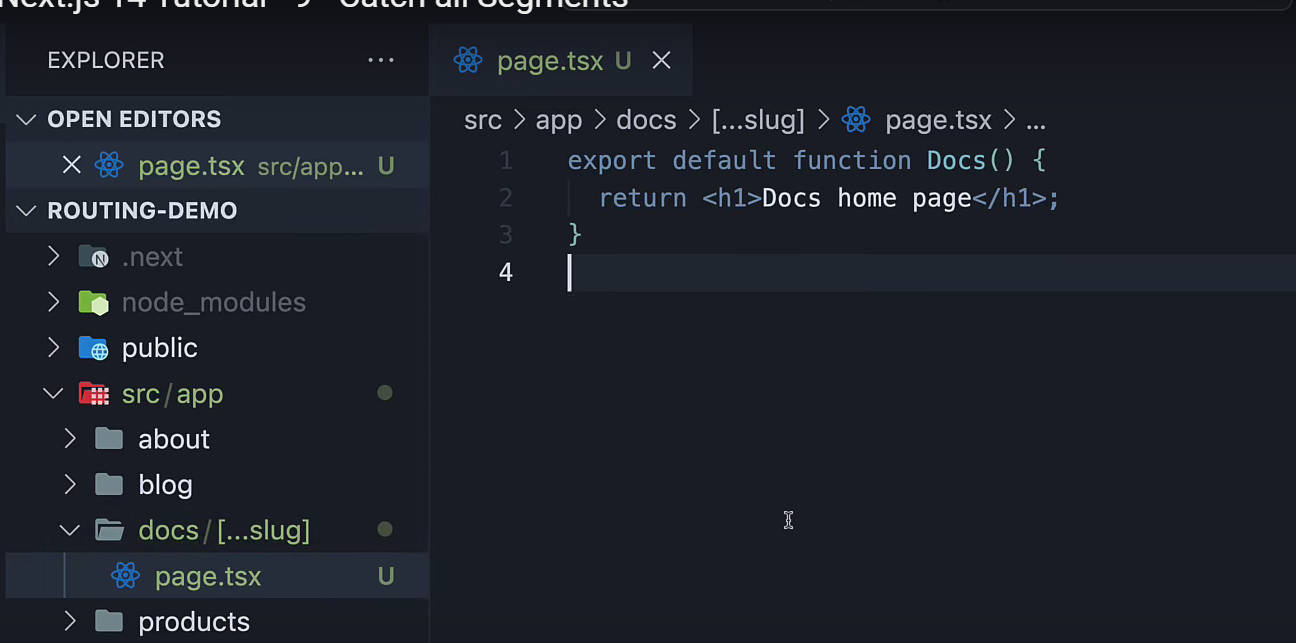 Next.js 14 Tutorial - 9 - Catch all Segments
EXPLORER ...
OPEN EDITORS
page.tsx src/app... U
ROUTING-DEMO
.next
node_modules
public
src/app
about
blog
docs/[...slug]
page.tsx U
products
page.tsx U
src > app > docs > [...slug] > page.tsx > ...
1 export default function Docs() {
2 return <h1>Docs home page</h1>;
3 }
4